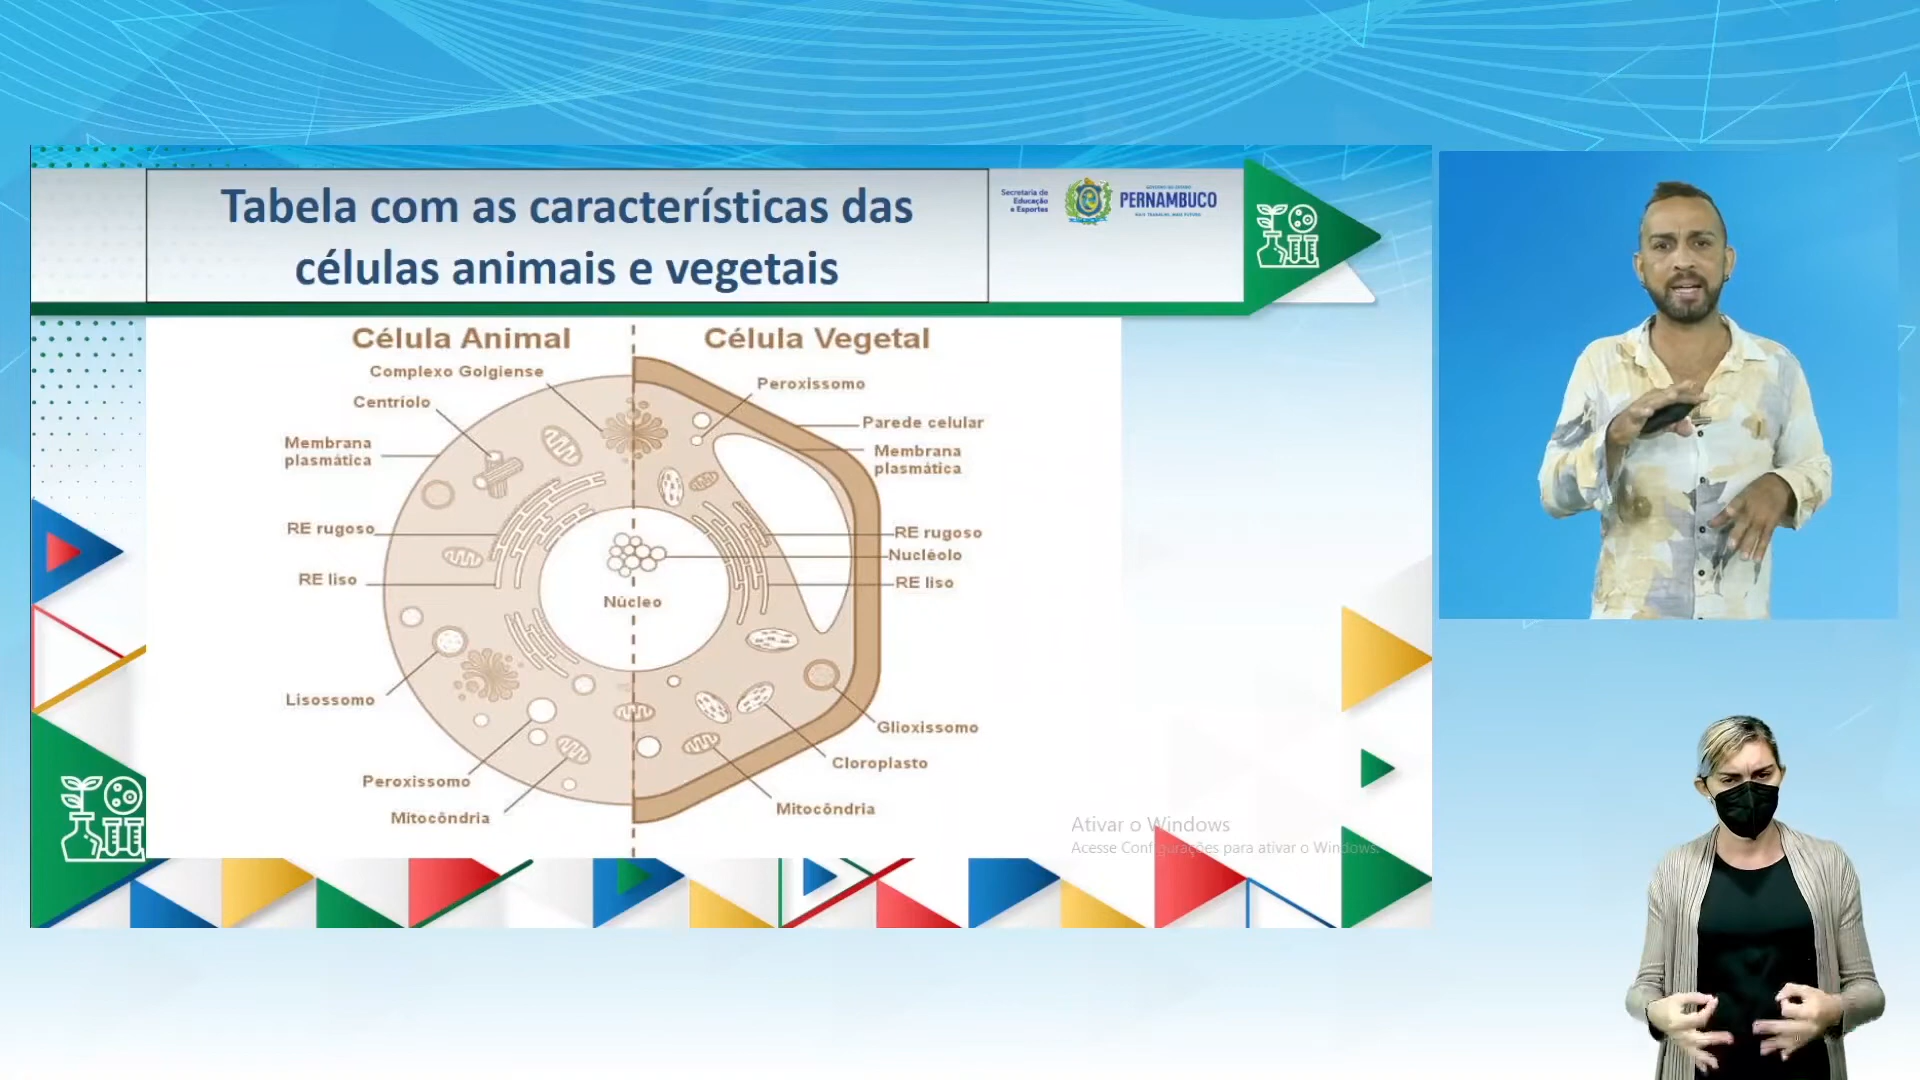 Tabela com as características das
células animais e vegetais
Secretaria de
Educação
e Esportes
PERNAMBUCO
Célula Animal
Célula Vegetal
Complexo Golgiense
Centríolo
Membrana
plasmática
RE rugoso
RE liso
Lisossomo
Peroxissomo
Mitocôndria
Núcleo
Peroxissomo
Parede celular
Membrana
plasmática
RE rugoso
Nucléolo
RE liso
Glioxissomo
Cloroplasto
Mitocôndria
Ativar o Windows
Acesse Configurações para ativar o Windows.